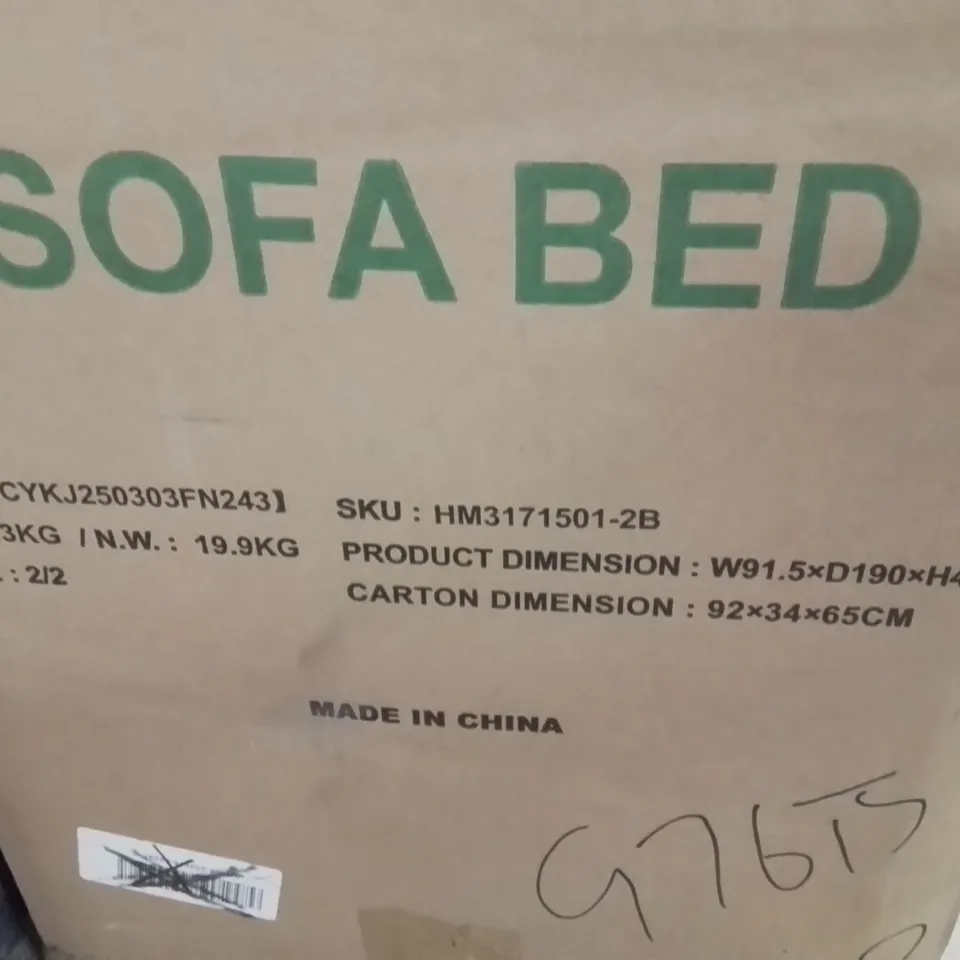 SOFA BED
CYKJ250303FN243】
3KG / N.W. : 19.9KG
. : 2/2
SKU : HM3171501-2B
PRODUCT DIMENSION : W91.5×D190×H4
CARTON DIMENSION : 92×34×65CM
MADE IN CHINA
G76TS